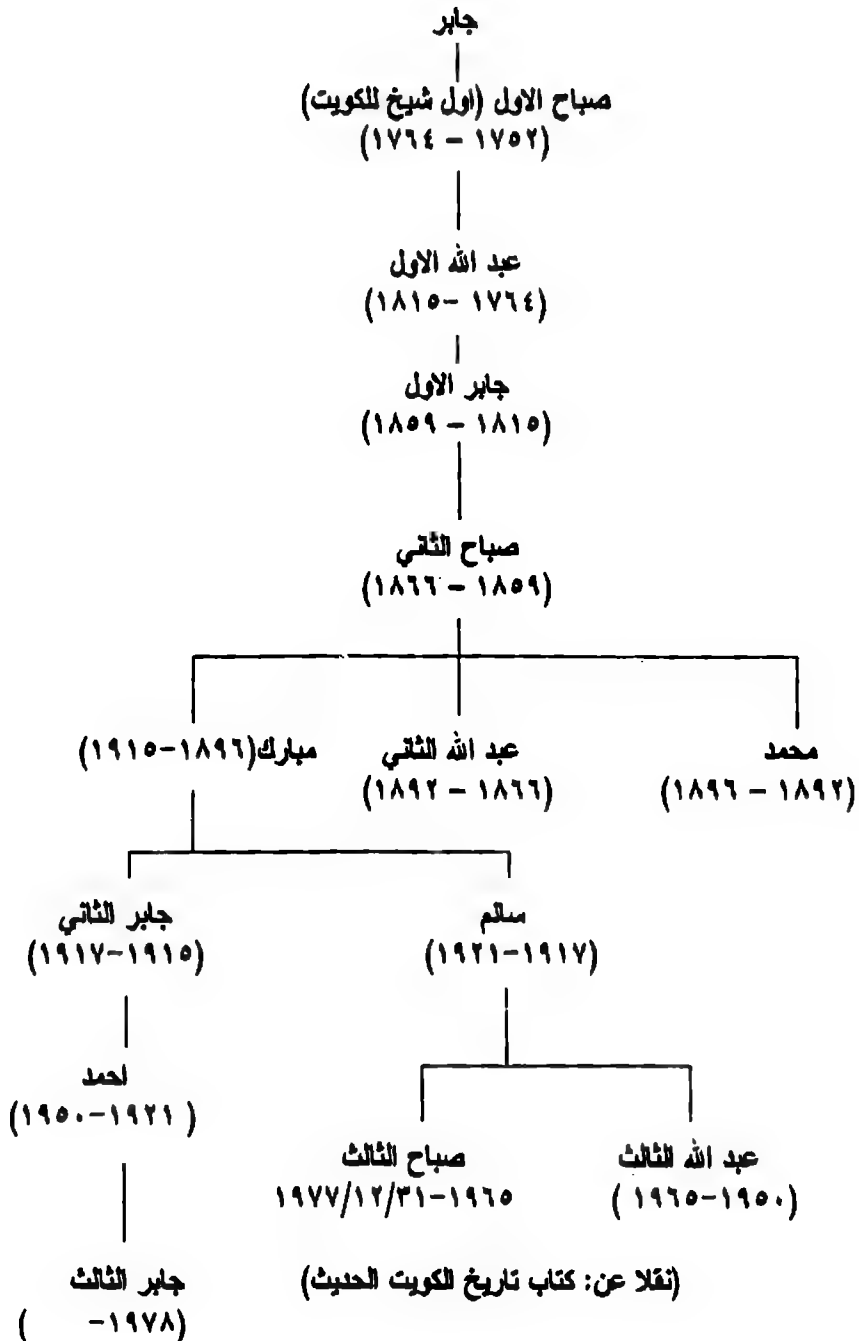 جابر
صباح الاول (اول شيخ للكويت)
(١٧٥٢ – ١٧٦٤)
عبد الله الاول
(١٧٦٤ -١٨١٥)
جابر الاول
(١٨١٥ – ١٨٥٩)
صباح الثاني
(١٨٥٩ – ١٨٦٦)
محمد
(١٨٩٢ – ١٨٩٦)
عبد الله الثاني
(١٨٦٦ – ١٨٩٢)
مبارك(١٨٩٦-١٩١٥)
سالم
(١٩١٧-١٩٢١)
جابر الثاني
(١٩١٥-١٩١٧)
احمد
(١٩٢١-١٩٥٠ )
عبد الله الثالث
(١٩٥٠-١٩٦٥ )
صباح الثالث
١٩٦٥-١٩٧٧/١٢/٣١
(نقلا عن: كتاب تاريخ الكويت الحديث)
جابر الثالث
(١٩٧٨- )